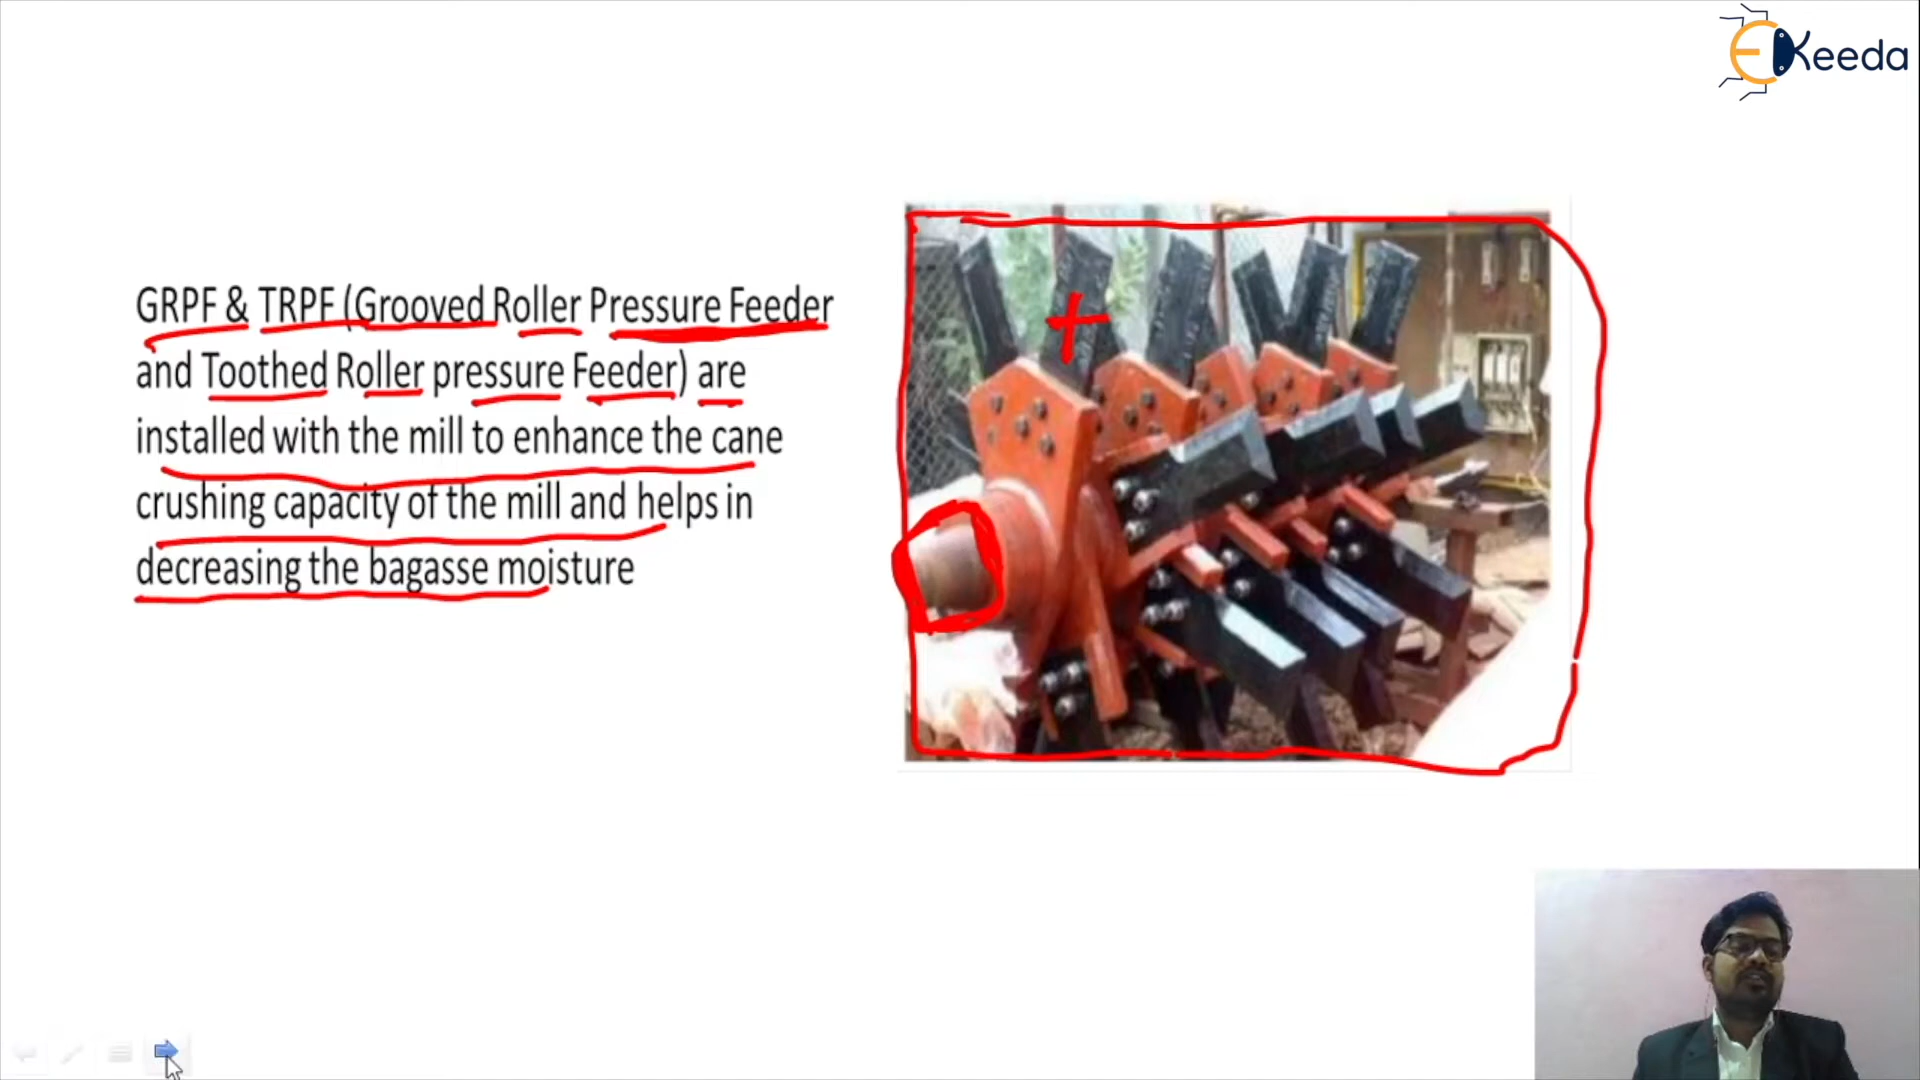 EKeeda
GRPF & TRPF (Grooved Roller Pressure Feeder
and Toothed Roller pressure Feeder) are
installed with the mill to enhance the cane
crushing capacity of the mill and helps in
decreasing the bagasse moisture